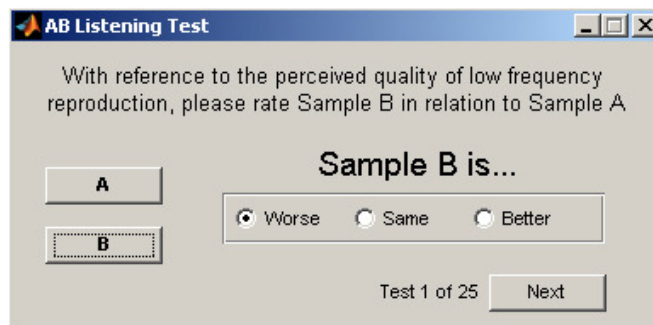 AB Listening Test
With reference to the perceived quality of low frequency
reproduction, please rate Sample B in relation to Sample A
Sample B is...
A
Worse Same Better
B
Test 1 of 25 Next